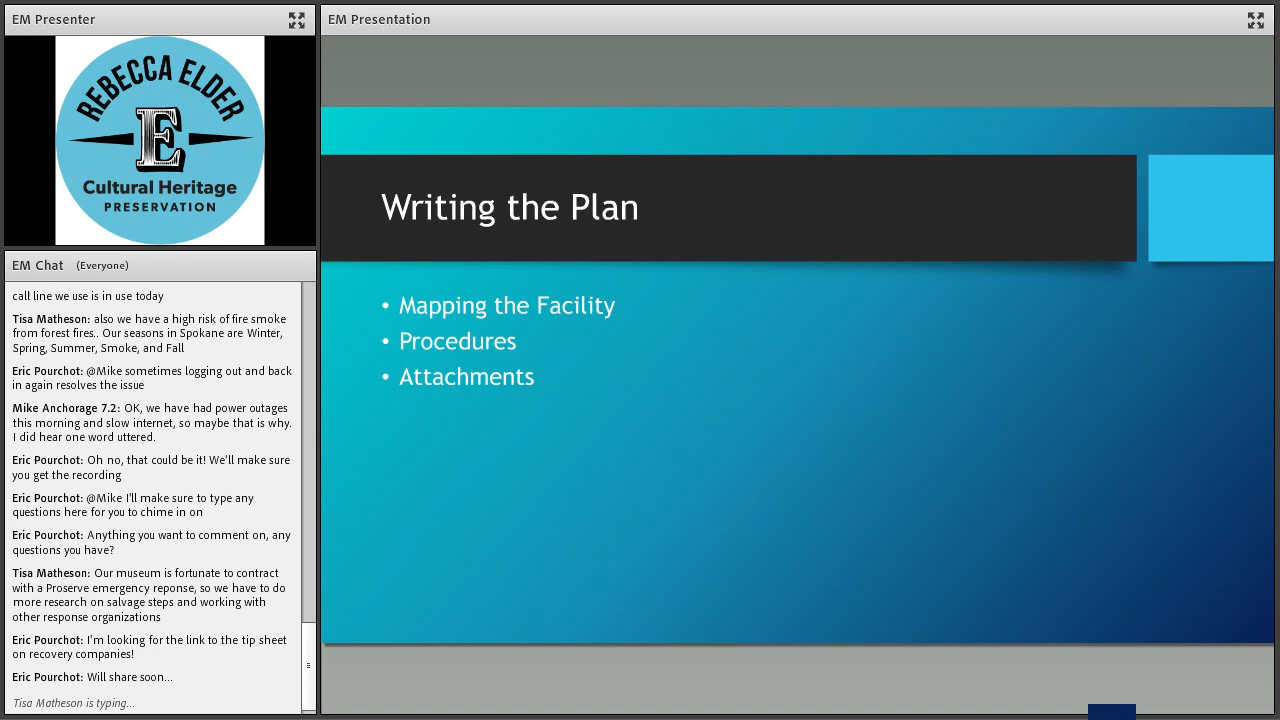 EM Presenter
REBECCA ELDER
E
Cultural Heritage
PRESERVATION
EM Chat (Everyone)
call line we use is in use today
Tisa Matheson: also we have a high risk of fire smoke
from forest fires.. Our seasons in Spokane are Winter,
Spring, Summer, Smoke, and Fall
Eric Pourchot: @Mike sometimes logging out and back
in again resolves the issue
Mike Anchorage 7.2: OK, we have had power outages
this morning and slow internet, so maybe that is why.
I did hear one word uttered.
Eric Pourchot: Oh no, that could be it! We'll make sure
you get the recording
Eric Pourchot: @Mike I'll make sure to type any
questions here for you to chime in on
Eric Pourchot: Anything you want to comment on, any
questions you have?
Tisa Matheson: Our museum is fortunate to contract
with a Proserve emergency reponse, so we have to do
more research on salvage steps and working with
other response organizations
Eric Pourchot: I'm looking for the link to the tip sheet
on recovery companies!
Eric Pourchot: Will share soon...
Tisa Matheson is typing...
EM Presentation
Writing the Plan
• Mapping the Facility
• Procedures
• Attachments